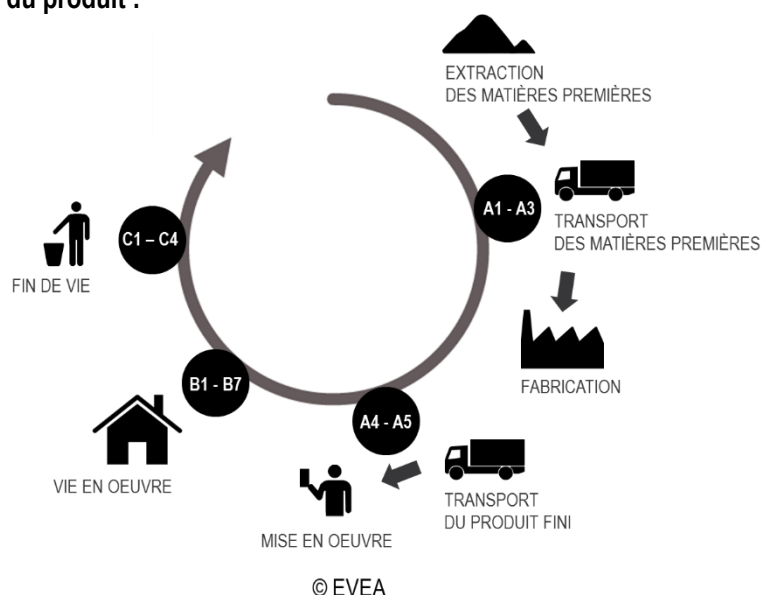 du produit :
EXTRACTION
DES MATIÈRES PREMIÈRES
A1 - A3
TRANSPORT
DES MATIÈRES PREMIÈRES
FABRICATION
A4 - A5
TRANSPORT
DU PRODUIT FINI
MISE EN OEUVRE
B1 - B7
VIE EN OEUVRE
C1 – C4
FIN DE VIE
© EVEA